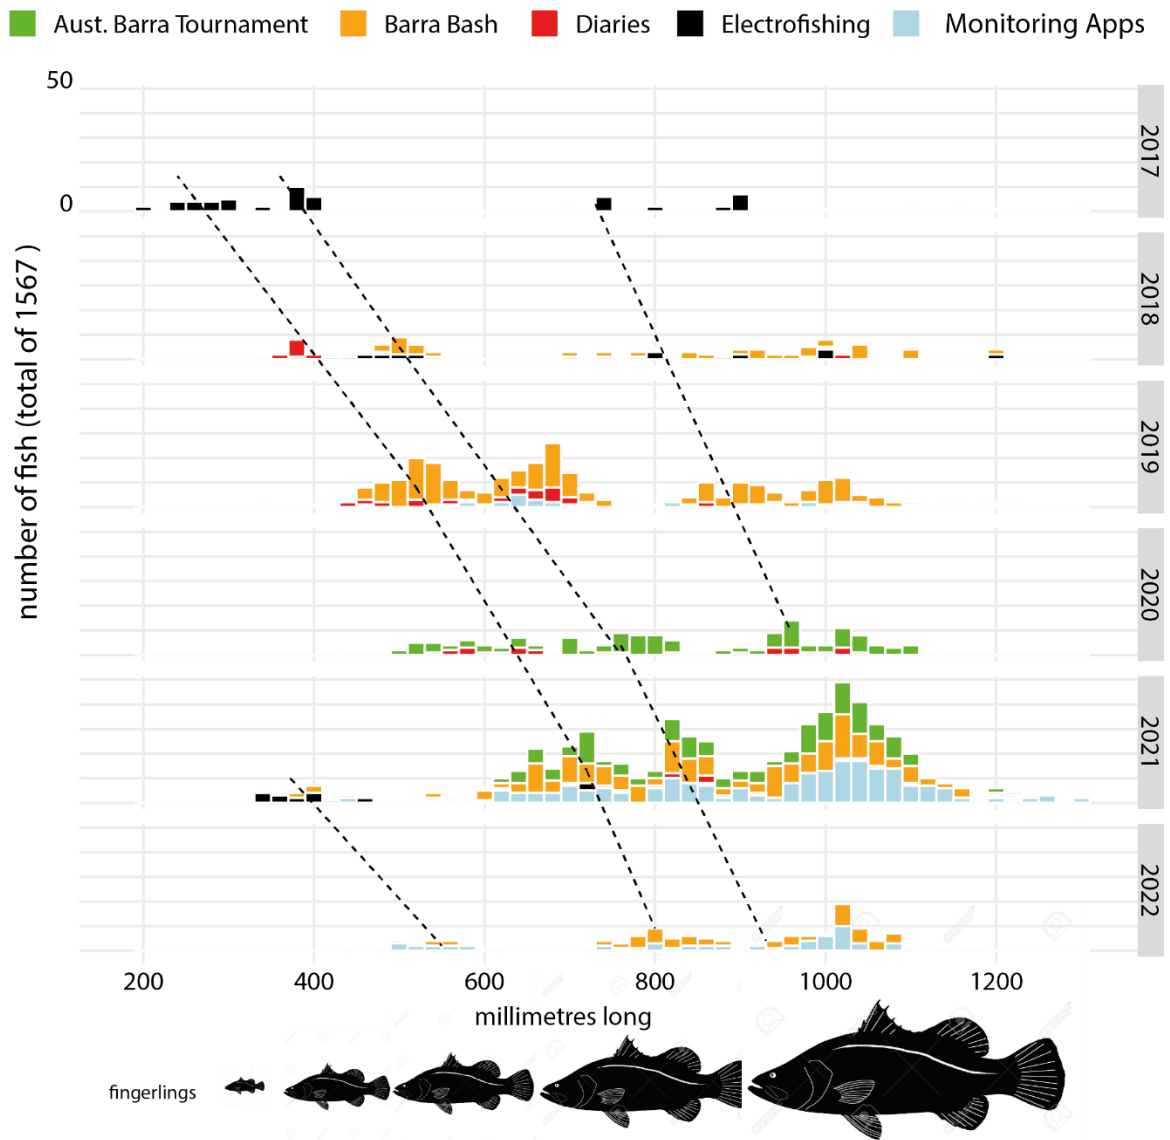 Aust. Barra Tournament Barra Bash Diaries Electrofishing Monitoring Apps
50
0
2017
2018
2019
2020
2021
2022
number of fish (total of 1567 )
200 400 600 800 1000 1200
millimetres long
fingerlings